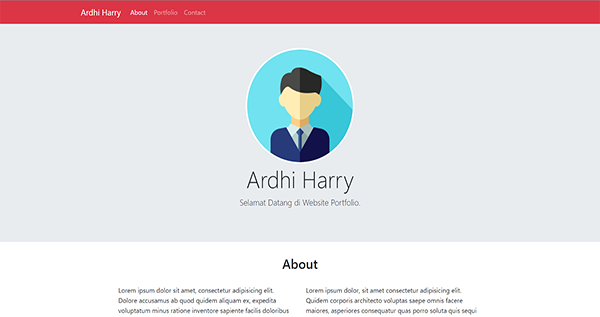 Ardhi Harry About Portfolio Contact
Ardhi Harry
Selamat Datang di Website Portfolio.
About
Lorem ipsum dolor sit amet, consectetur adipisicing elit.
Dolore accusamus ab quod quidem aliquam ex, expedita
voluptatum minus ratione inventore sapiente facilis doloribus
Lorem ipsum dolor, sit amet consectetur adipisicing elit.
Quidem corporis architecto voluptas saepe omnis facere
maiores, asperiores consequatur quas porro soluta quis sequi